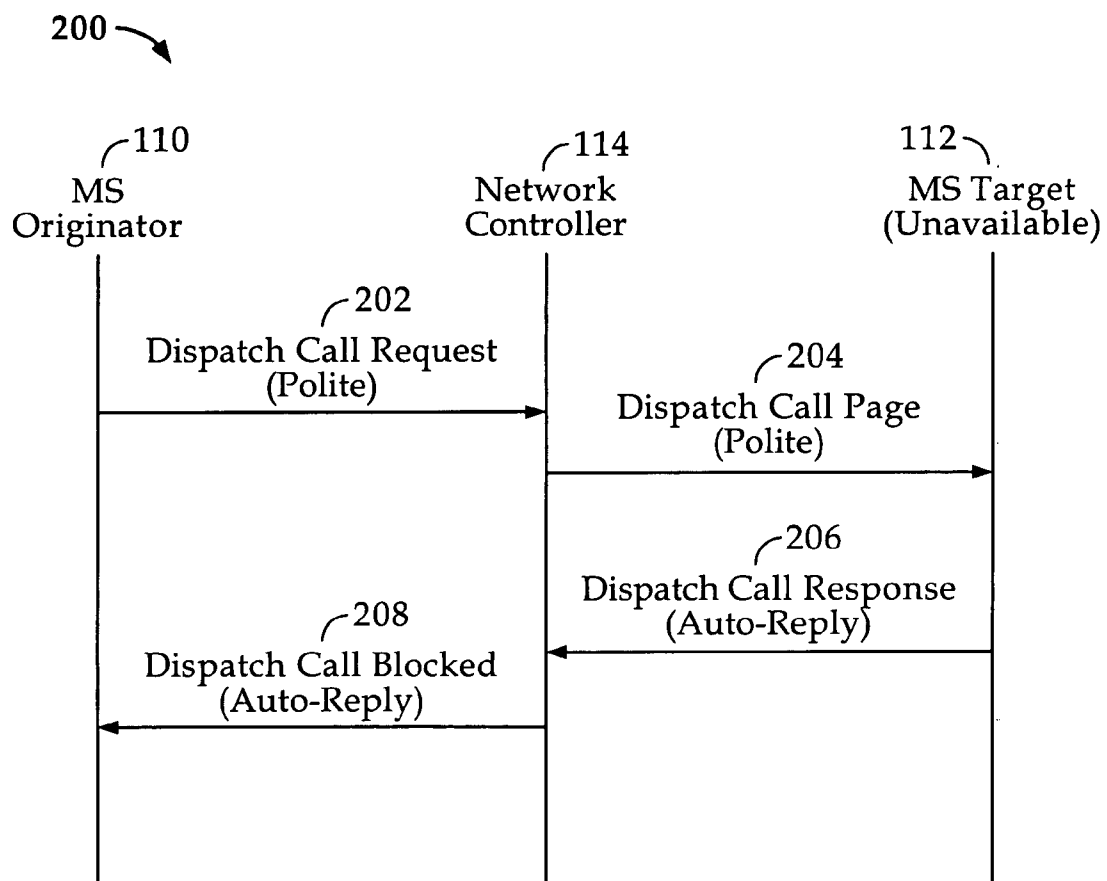 200
110
MS
Originator
114
Network
Controller
112
MS Target
(Unavailable)
202
Dispatch Call Request
(Polite)
204
Dispatch Call Page
(Polite)
206
Dispatch Call Response
(Auto-Reply)
208
Dispatch Call Blocked
(Auto-Reply)